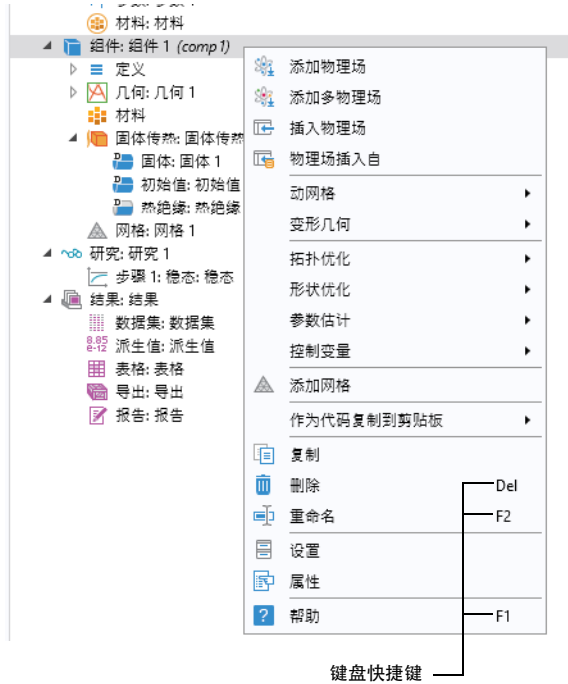 材料: 材料
组件: 组件 1 (comp1)
定义
几何: 几何 1
材料
固体传热: 固体传热
固体: 固体 1
初始值: 初始值
热绝缘: 热绝缘
网格: 网格 1
研究: 研究 1
步骤 1: 稳态: 稳态
结果: 结果
数据集: 数据集
8.85
e-12
派生值: 派生值
表格: 表格
导出: 导出
报告: 报告
添加物理场
添加多物理场
插入物理场
物理场插入自
动网格
变形几何
拓扑优化
形状优化
参数估计
控制变量
添加网格
作为代码复制到剪贴板
复制
删除 Del
重命名 F2
设置
属性
帮助 F1
键盘快捷键